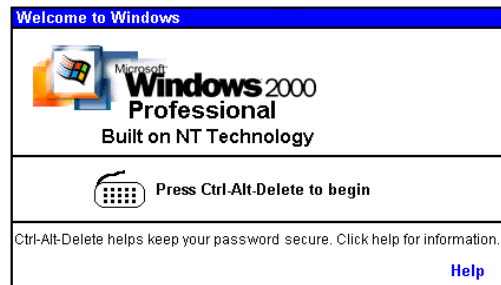 Welcome to Windows
Microsoft
Windows 2000
Professional
Built on NT Technology
Press Ctrl-Alt-Delete to begin
Ctrl-Alt-Delete helps keep your password secure. Click help for information.
Help